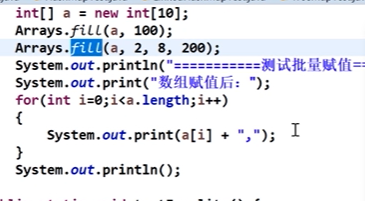 int[] a = new int[10];
Arrays.fill(a, 100);
Arrays.fill(a, 2, 8, 200);
System.out.println("============测试批量赋值==
System.out.print("数组赋值后：");
for(int i=0;i<a.length;i++)
{
System.out.print(a[i] + ",");
}
System.out.println();